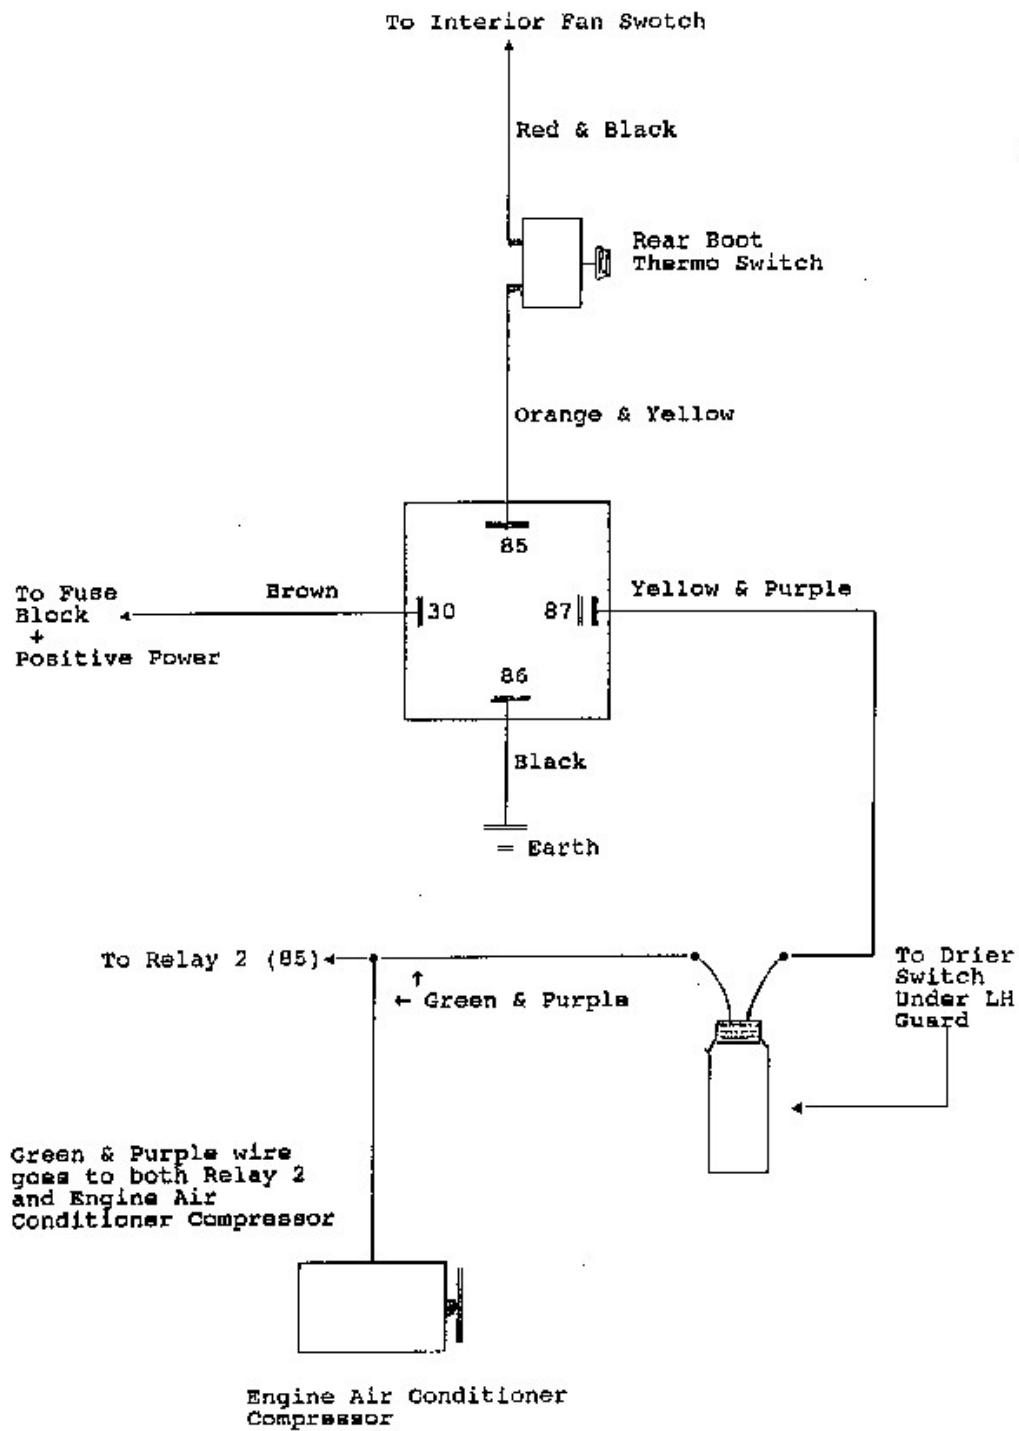 To Interior Fan Swotch
Red & Black
Rear Boot
Thermo Switch
Orange & Yellow
85
To Fuse
Block
+
Positive Power
Brown
30
87
Yellow & Purple
86
Black
= Earth
To Relay 2 (85)
← Green & Purple
To Drier
Switch
Under LH
Guard
Green & Purple wire
goes to both Relay 2
and Engine Air
Conditioner Compressor
Engine Air Conditioner
Compressor